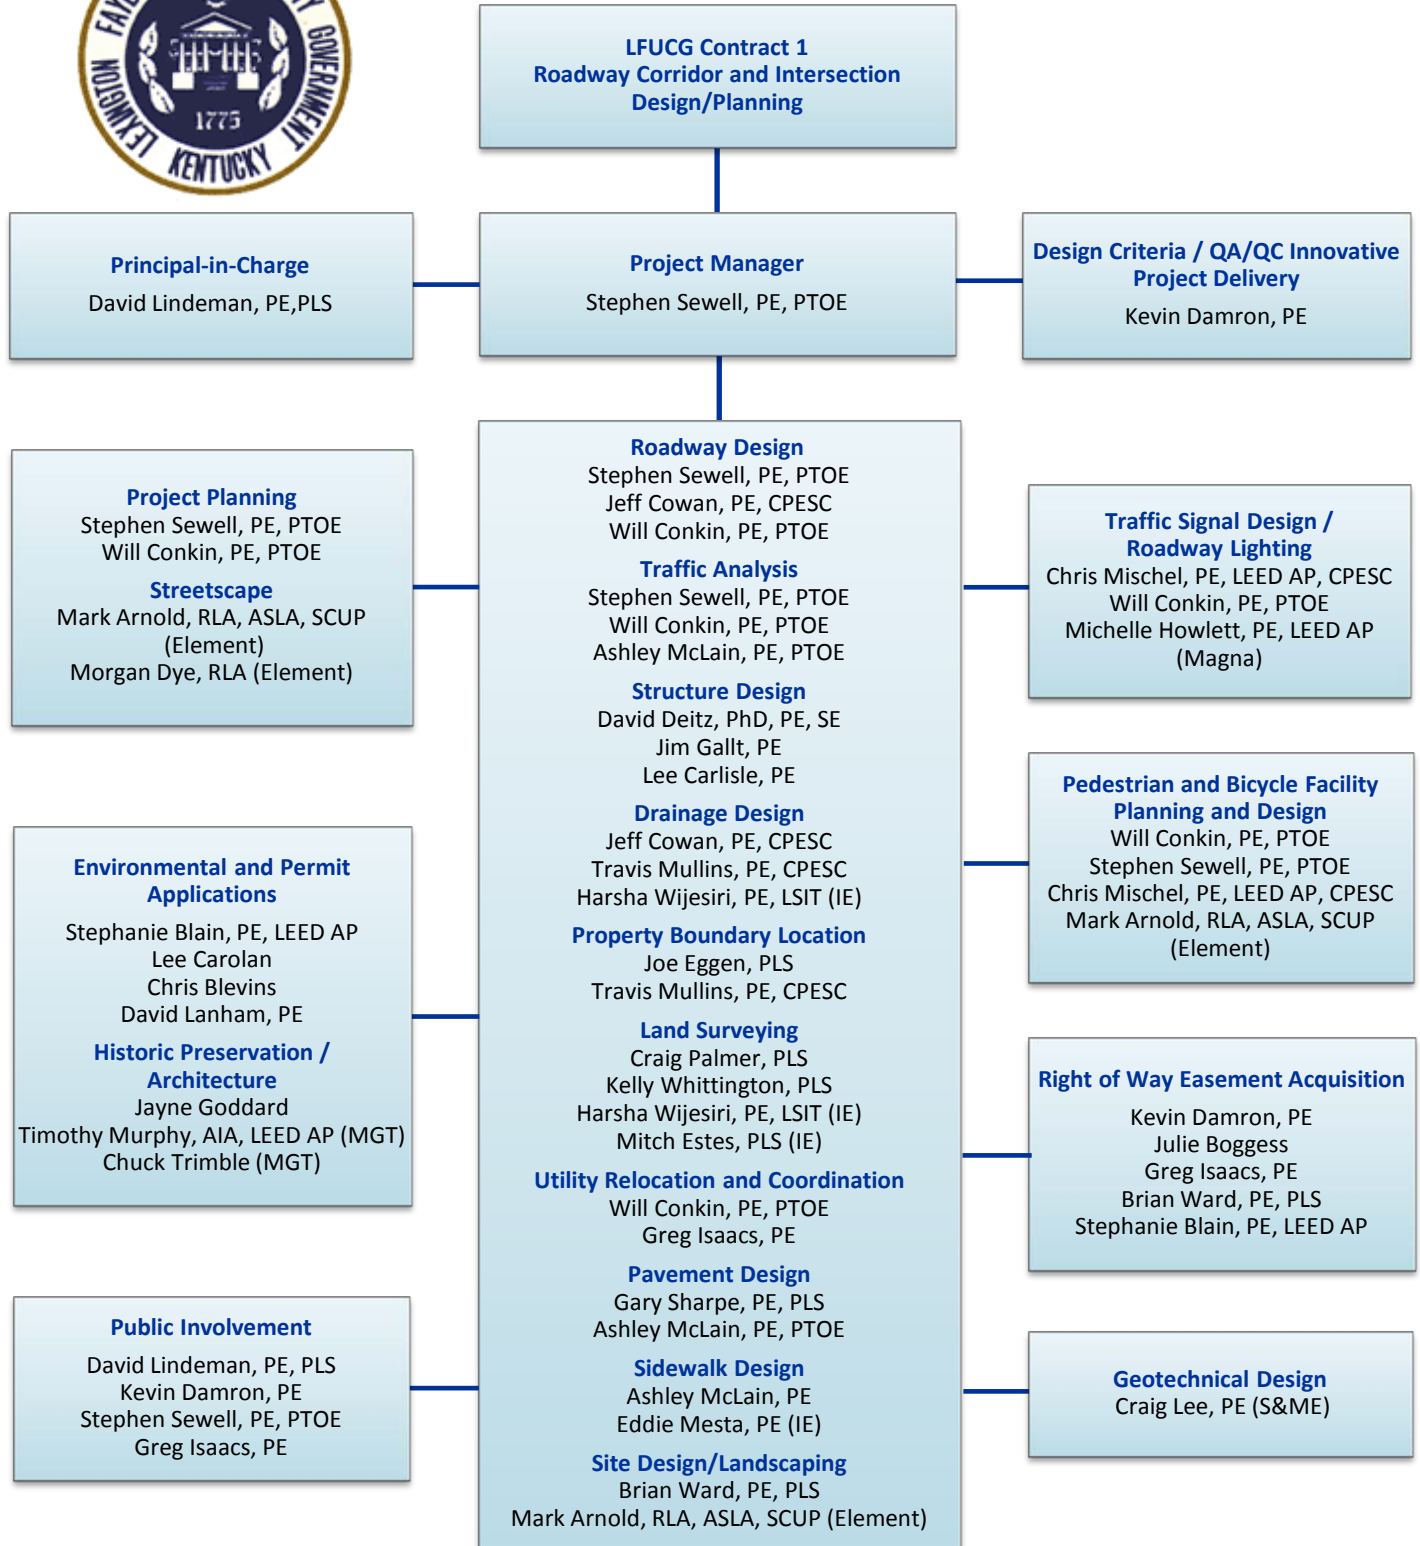 FAYE
Y GOVERNMENT
LEXINGTON
1775
KENTUCKY
LFUCG Contract 1
Roadway Corridor and Intersection
Design/Planning
Principal-in-Charge
David Lindeman, PE,PLS
Project Manager
Stephen Sewell, PE, PTOE
Design Criteria / QA/QC Innovative
Project Delivery
Kevin Damron, PE
Project Planning
Stephen Sewell, PE, PTOE
Will Conkin, PE, PTOE
Streetscape
Mark Arnold, RLA, ASLA, SCUP
(Element)
Morgan Dye, RLA (Element)
Environmental and Permit
Applications
Stephanie Blain, PE, LEED AP
Lee Carolan
Chris Blevins
David Lanham, PE
Historic Preservation /
Architecture
Jayne Goddard
Timothy Murphy, AIA, LEED AP (MGT)
Chuck Trimble (MGT)
Public Involvement
David Lindeman, PE, PLS
Kevin Damron, PE
Stephen Sewell, PE, PTOE
Greg Isaacs, PE
Roadway Design
Stephen Sewell, PE, PTOE
Jeff Cowan, PE, CPESC
Will Conkin, PE, PTOE
Traffic Analysis
Stephen Sewell, PE, PTOE
Will Conkin, PE, PTOE
Ashley McLain, PE, PTOE
Structure Design
David Deitz, PhD, PE, SE
Jim Gallt, PE
Lee Carlisle, PE
Drainage Design
Jeff Cowan, PE, CPESC
Travis Mullins, PE, CPESC
Harsha Wijesiri, PE, LSIT (IE)
Property Boundary Location
Joe Eggen, PLS
Travis Mullins, PE, CPESC
Land Surveying
Craig Palmer, PLS
Kelly Whittington, PLS
Harsha Wijesiri, PE, LSIT (IE)
Mitch Estes, PLS (IE)
Utility Relocation and Coordination
Will Conkin, PE, PTOE
Greg Isaacs, PE
Pavement Design
Gary Sharpe, PE, PLS
Ashley McLain, PE, PTOE
Sidewalk Design
Ashley McLain, PE
Eddie Mesta, PE (IE)
Site Design/Landscaping
Brian Ward, PE, PLS
Mark Arnold, RLA, ASLA, SCUP (Element)
Traffic Signal Design /
Roadway Lighting
Chris Mischel, PE, LEED AP, CPESC
Will Conkin, PE, PTOE
Michelle Howlett, PE, LEED AP
(Magna)
Pedestrian and Bicycle Facility
Planning and Design
Will Conkin, PE, PTOE
Stephen Sewell, PE, PTOE
Chris Mischel, PE, LEED AP, CPESC
Mark Arnold, RLA, ASLA, SCUP
(Element)
Right of Way Easement Acquisition
Kevin Damron, PE
Julie Boggess
Greg Isaacs, PE
Brian Ward, PE, PLS
Stephanie Blain, PE, LEED AP
Geotechnical Design
Craig Lee, PE (S&ME)